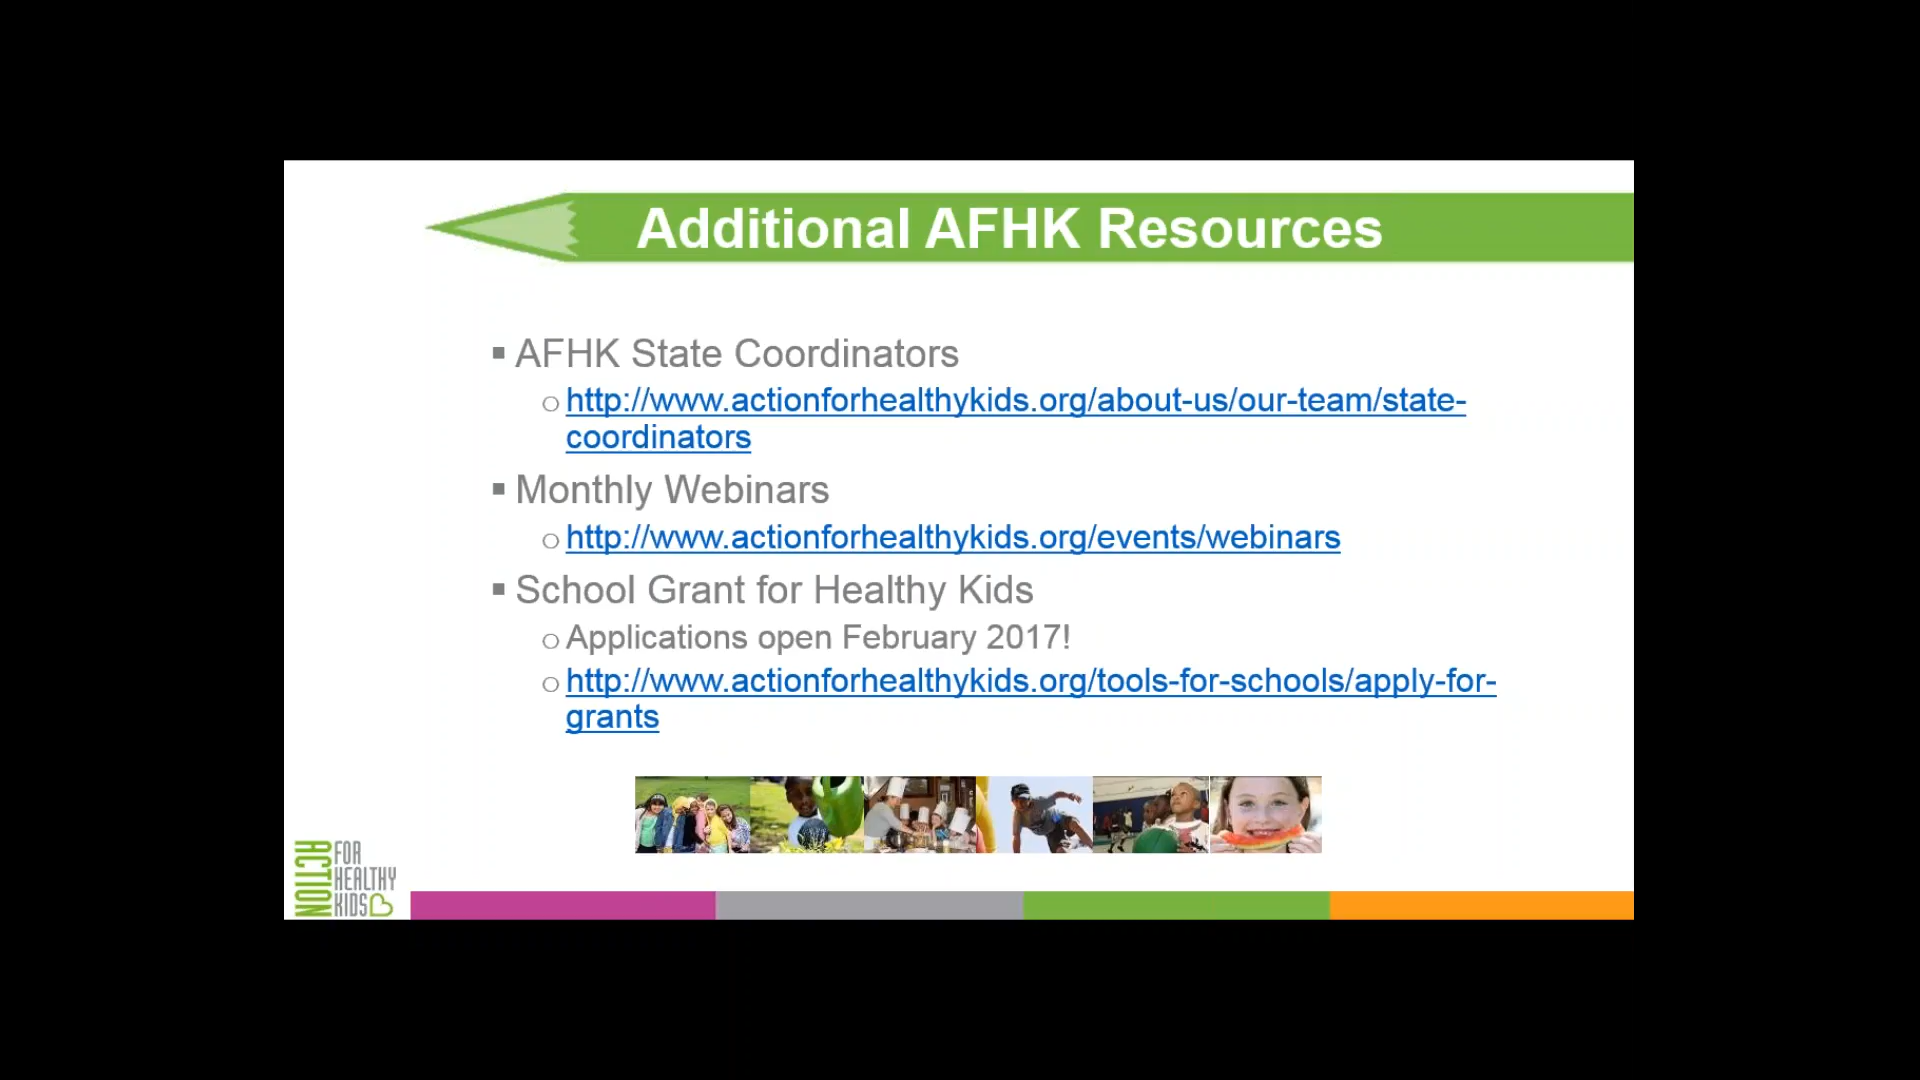 Additional AFHK Resources
▪ AFHK State Coordinators
o http://www.actionforhealthykids.org/about-us/our-team/state-
coordinators
▪ Monthly Webinars
o http://www.actionforhealthykids.org/events/webinars
▪ School Grant for Healthy Kids
o Applications open February 2017!
o http://www.actionforhealthykids.org/tools-for-schools/apply-for-
grants
ACTION
FOR
HEALTHY
KIDS